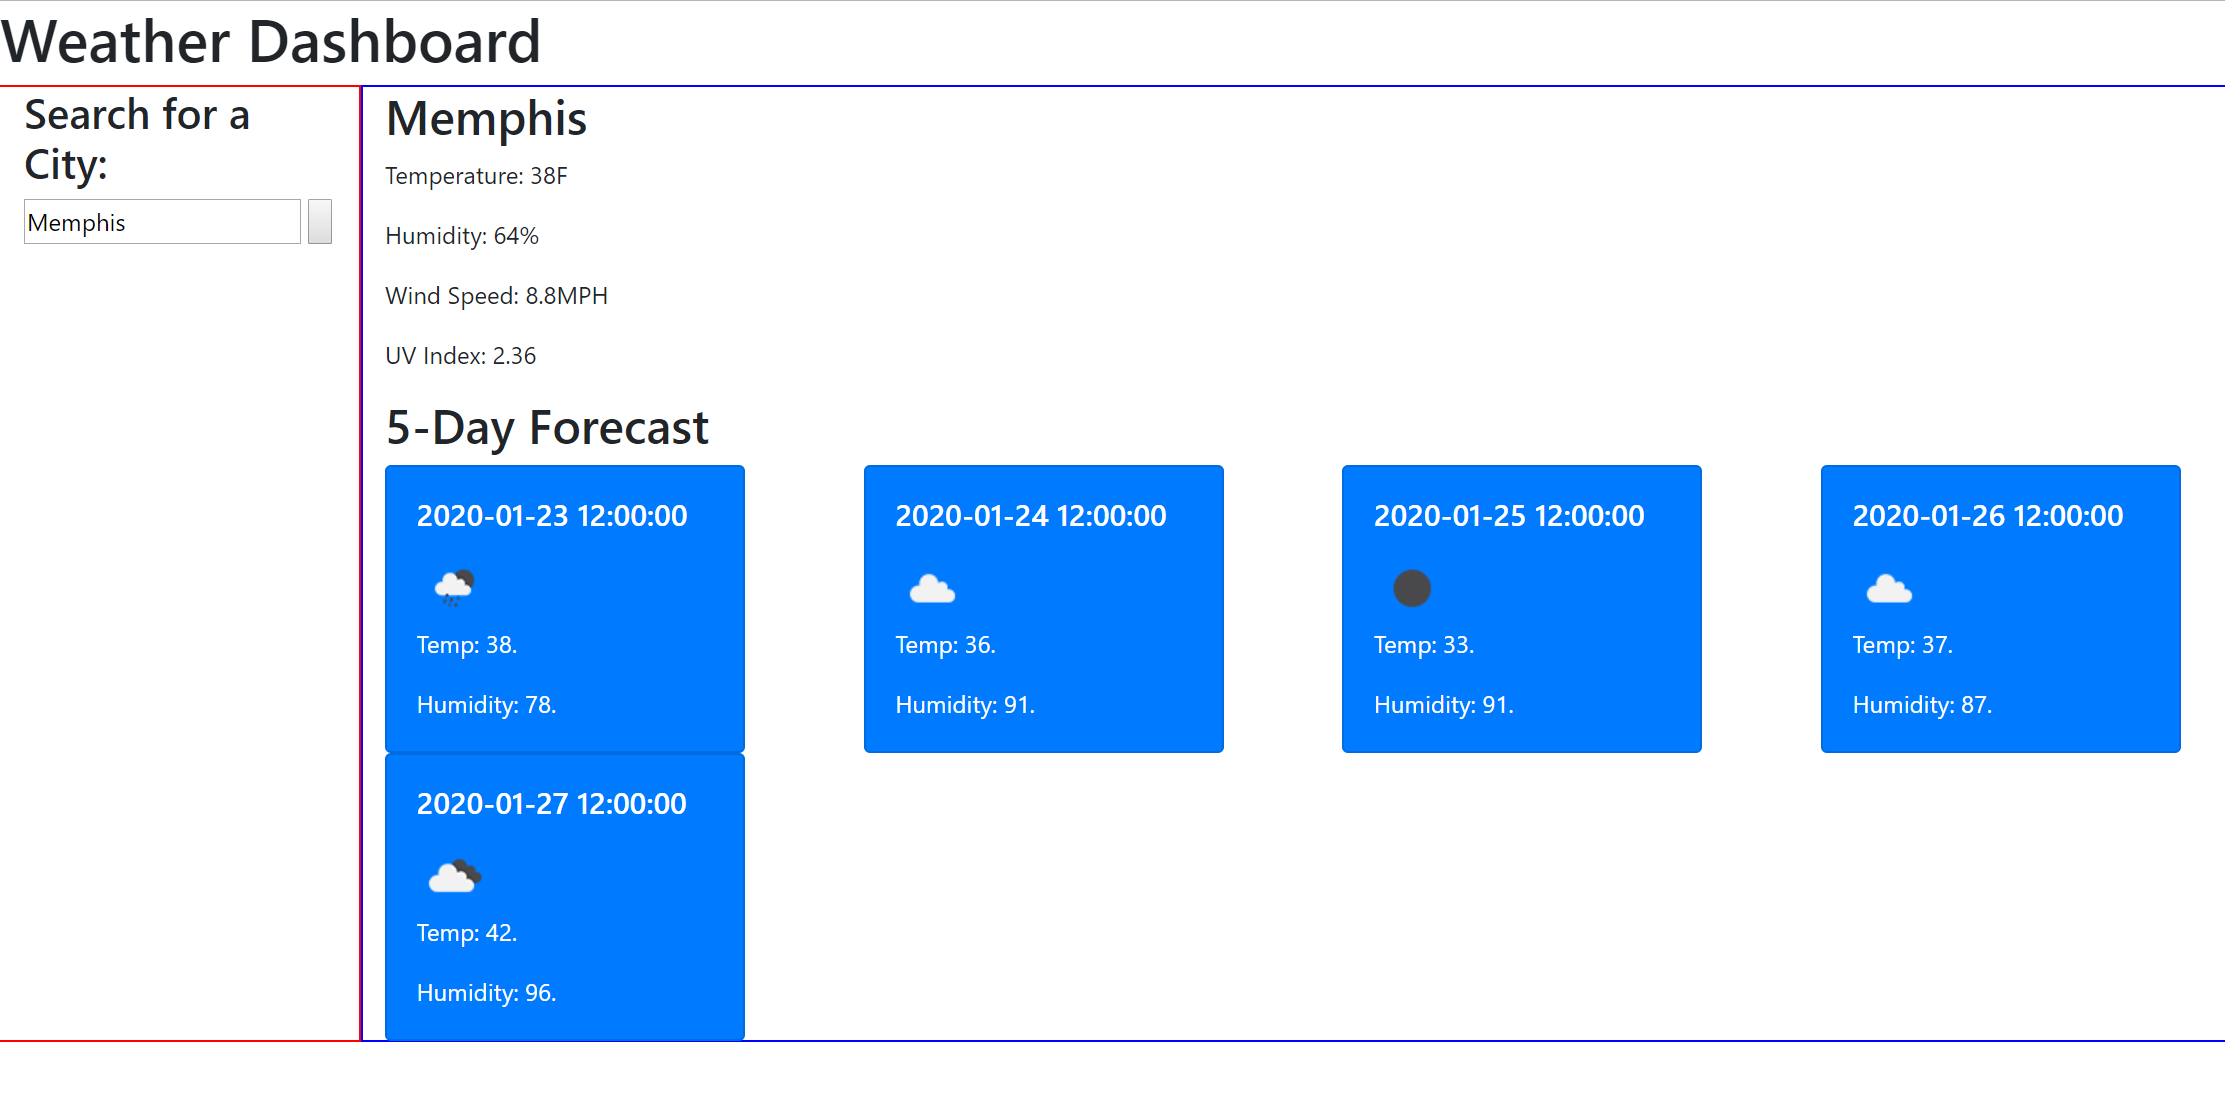 Weather Dashboard
Search for a
City:
Memphis
Memphis
Temperature: 38F
Humidity: 64%
Wind Speed: 8.8MPH
UV Index: 2.36
5-Day Forecast
2020-01-23 12:00:00
Temp: 38.
Humidity: 78.
2020-01-24 12:00:00
Temp: 36.
Humidity: 91.
2020-01-25 12:00:00
Temp: 33.
Humidity: 91.
2020-01-26 12:00:00
Temp: 37.
Humidity: 87.
2020-01-27 12:00:00
Temp: 42.
Humidity: 96.